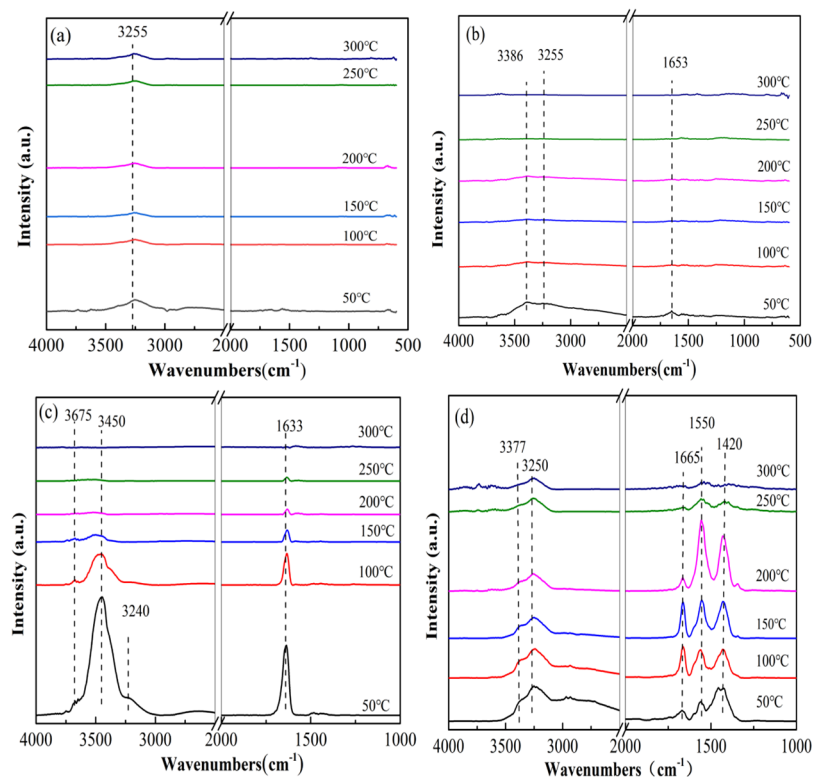 (a)
3255
300℃
250℃
200℃
150℃
100℃
50℃
Intensity (a.u.)
4000 3500 3000 2000 1500 1000 500
Wavenumbers(cm-1)
(b)
3386 3255 1653
300℃
250℃
200℃
150℃
100℃
50℃
Intensity (a.u.)
4000 3500 3000 2000 1500 1000 500
Wavenumbers(cm-1)
(c)
3675 3450 1633
300℃
250℃
200℃
150℃
100℃
3240
50℃
Intensity (a.u.)
4000 3500 3000 2000 1500 1000
Wavenumbers(cm-1)
(d)
1550
3377 1420
3250 1665
300℃
250℃
200℃
150℃
100℃
50℃
Intensity (a.u.)
4000 3500 3000 2000 1500 1000
Wavenumbers（cm-1）